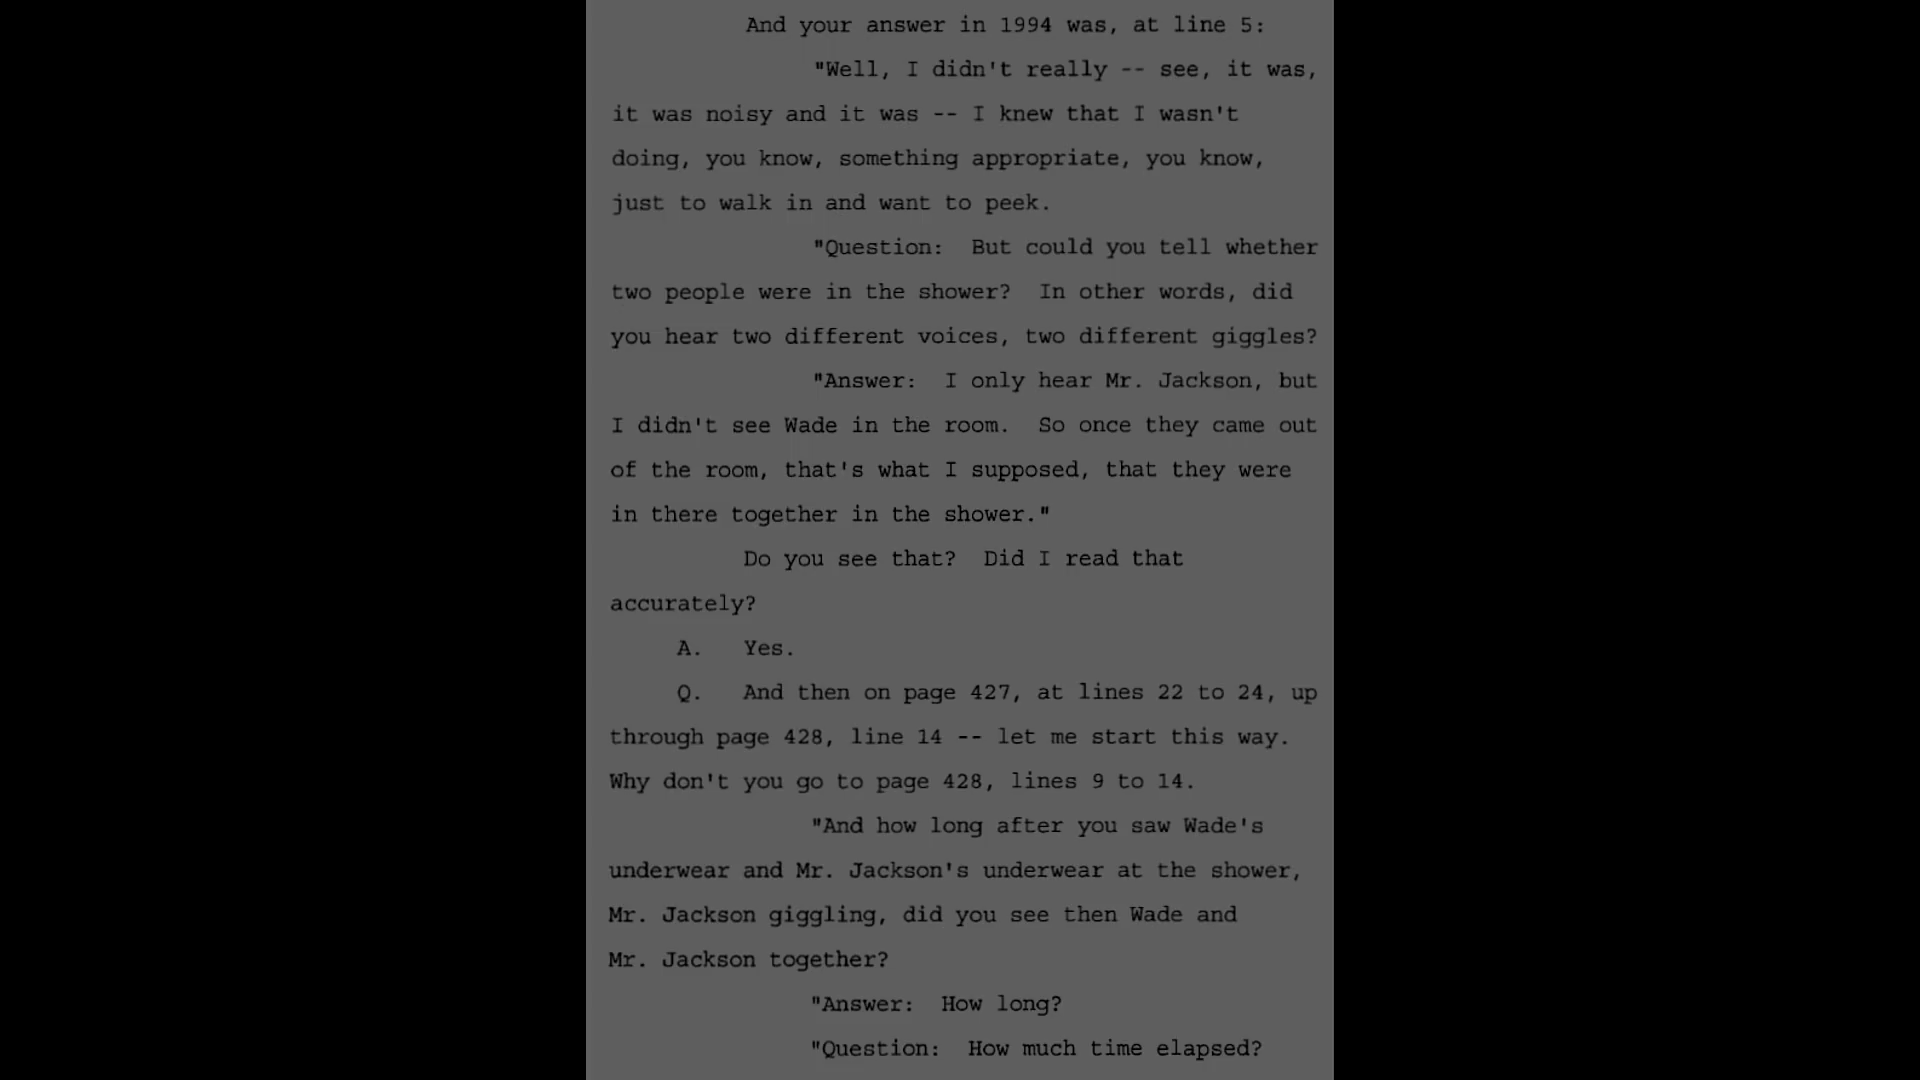 And your answer in 1994 was, at line 5:
"Well, I didn't really -- see, it was,
it was noisy and it was -- I knew that I wasn't
doing, you know, something appropriate, you know,
just to walk in and want to peek.
"Question:  But could you tell whether
two people were in the shower?  In other words, did
you hear two different voices, two different giggles?
"Answer:  I only hear Mr. Jackson, but
I didn't see Wade in the room.  So once they came out
of the room, that's what I supposed, that they were
in there together in the shower."
Do you see that?  Did I read that
accurately?
A.   Yes.
Q.   And then on page 427, at lines 22 to 24, up
through page 428, line 14 -- let me start this way.
Why don't you go to page 428, lines 9 to 14.
"And how long after you saw Wade's
underwear and Mr. Jackson's underwear at the shower,
Mr. Jackson giggling, did you see then Wade and
Mr. Jackson together?
"Answer:  How long?
"Question:  How much time elapsed?